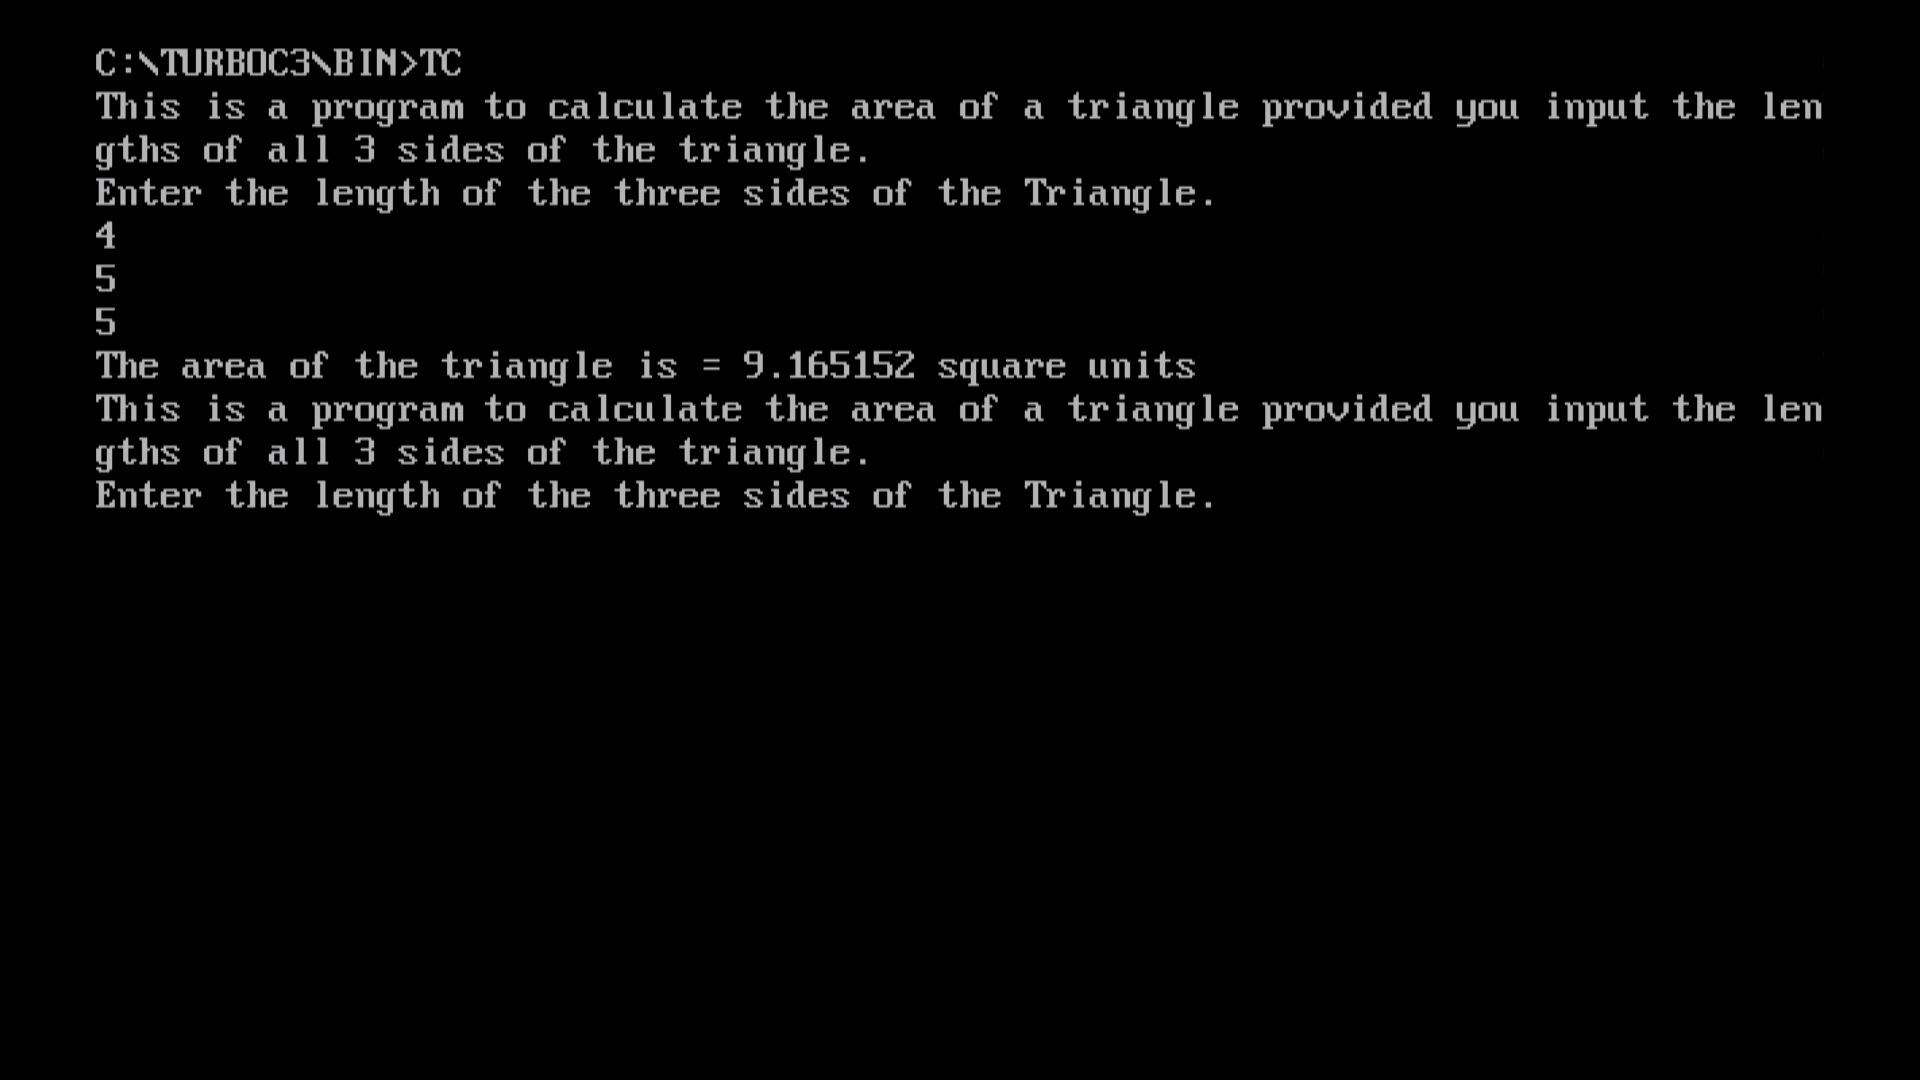 C:\TURBOC3\BIN>TC
This is a program to calculate the area of a triangle provided you input the len
gths of all 3 sides of the triangle.
Enter the length of the three sides of the Triangle.
4
5
5
The area of the triangle is = 9.165152 square units
This is a program to calculate the area of a triangle provided you input the len
gths of all 3 sides of the triangle.
Enter the length of the three sides of the Triangle.